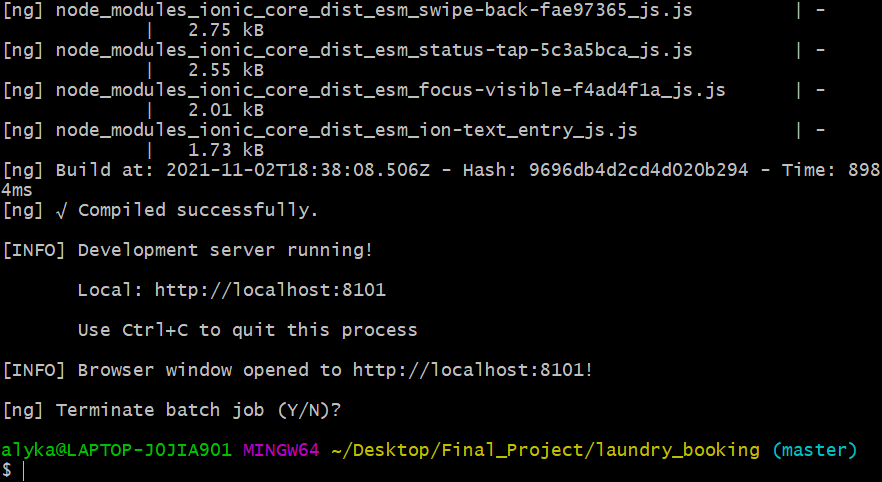 [ng] node_modules_ionic_core_dist_esm_swipe-back-fae97365_js.js | -
| 2.75 kB
[ng] node_modules_ionic_core_dist_esm_status-tap-5c3a5bca_js.js | -
| 2.55 kB
[ng] node_modules_ionic_core_dist_esm_focus-visible-f4ad4f1a_js.js | -
| 2.01 kB
[ng] node_modules_ionic_core_dist_esm_ion-text_entry_js.js | -
| 1.73 kB
[ng] Build at: 2021-11-02T18:38:08.506Z - Hash: 9696db4d2cd4d020b294 - Time: 898
4ms
[ng] √ Compiled successfully.
[INFO] Development server running!
Local: http://localhost:8101
Use Ctrl+C to quit this process
[INFO] Browser window opened to http://localhost:8101!
[ng] Terminate batch job (Y/N)?
alyka@LAPTOP-J0JIA901 MINGW64 ~/Desktop/Final_Project/laundry_booking (master)
$